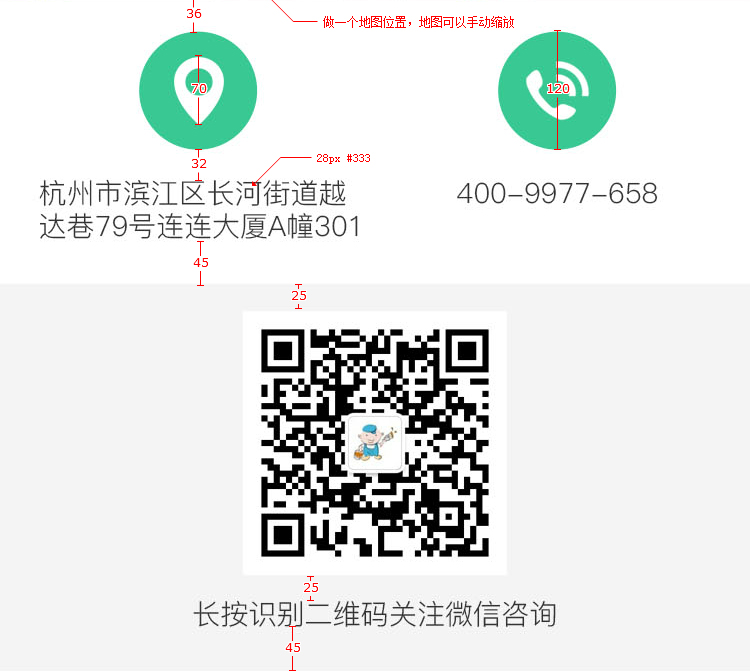 36
做一个地图位置，地图可以手动缩放
70
120
32
28px #333
杭州市滨江区长河街道越
达巷79号连连大厦A幢301
400-9977-658
45
25
25
长按识别二维码关注微信咨询
45